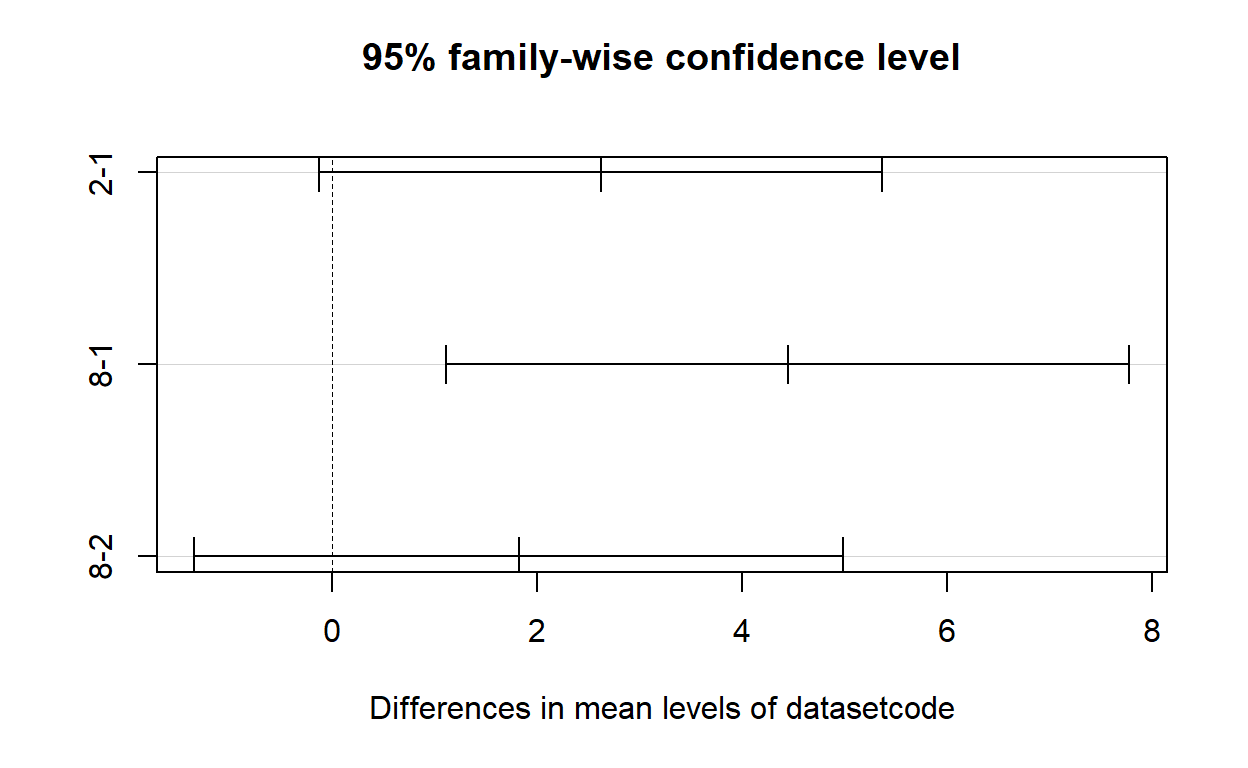 95% family-wise confidence level
2-1
8-1
8-2
0 2 4 6 8
Differences in mean levels of datasetcode